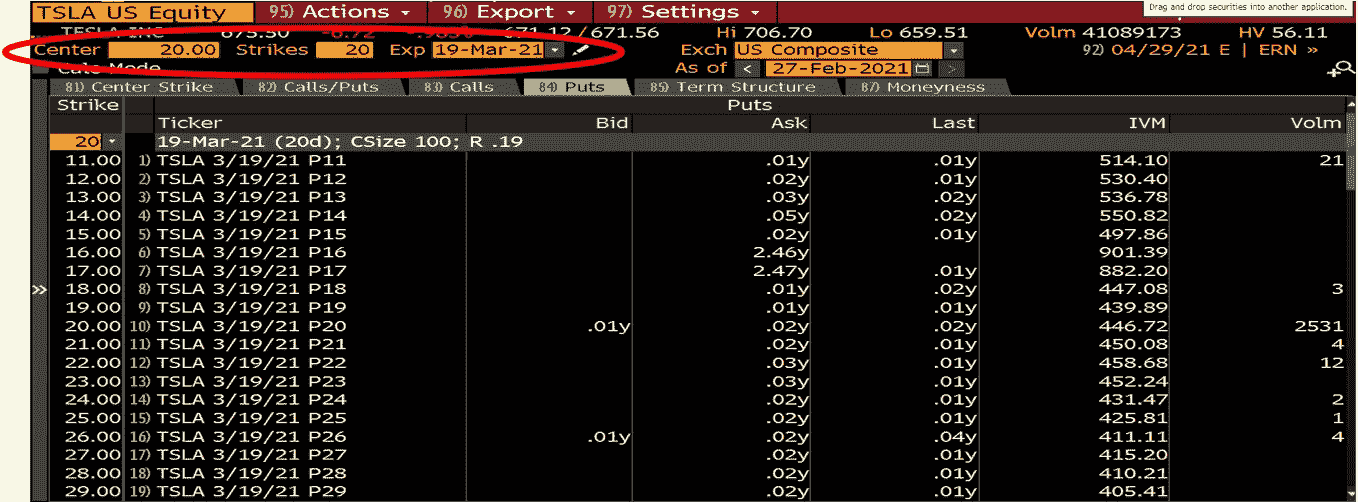 TSLA US Equity 95) Actions 96) Export 97) Settings Drag and drop securities into another application.
TESLA INC 675.50 671.12 / 671.56 Hi 706.70 Lo 659.51 Volm 41089173 HV 56.11
Center 20.00 Strikes 20 Exp 19-Mar-21 Exch US Composite 92) 04/29/21 E | ERN »
Calc Mode As of < 27-Feb-2021 >
81) Center Strike 82) Calls/Puts 83) Calls 84) Puts 85) Term Structure 87) Moneyness
Strike Puts
Ticker Bid Ask Last IVM Volm
20 19-Mar-21 (20d); CSize 100; R .19
11.00 1) TSLA 3/19/21 P11 .01y .01y 514.10 21
12.00 2) TSLA 3/19/21 P12 .02y .01y 530.40
13.00 3) TSLA 3/19/21 P13 .03y .02y 536.78
14.00 4) TSLA 3/19/21 P14 .05y .02y 550.82
15.00 5) TSLA 3/19/21 P15 .02y .01y 497.86
16.00 6) TSLA 3/19/21 P16 2.46y 901.39
17.00 7) TSLA 3/19/21 P17 2.47y .01y 882.20
» 18.00 8) TSLA 3/19/21 P18 .01y .02y 447.08 3
19.00 9) TSLA 3/19/21 P19 .01y .01y 439.89
20.00 10) TSLA 3/19/21 P20 .01y .02y .02y 446.72 2531
21.00 11) TSLA 3/19/21 P21 .02y .01y 450.08 4
22.00 12) TSLA 3/19/21 P22 .03y .02y 458.68 12
23.00 13) TSLA 3/19/21 P23 .03y .01y 452.24
24.00 14) TSLA 3/19/21 P24 .02y .01y 431.47 2
25.00 15) TSLA 3/19/21 P25 .02y .01y 425.81 1
26.00 16) TSLA 3/19/21 P26 .01y .02y .04y 411.11 4
27.00 17) TSLA 3/19/21 P27 .02y .01y 415.20
28.00 18) TSLA 3/19/21 P28 .02y .01y 410.21
29.00 19) TSLA 3/19/21 P29 .02y .01y 405.41